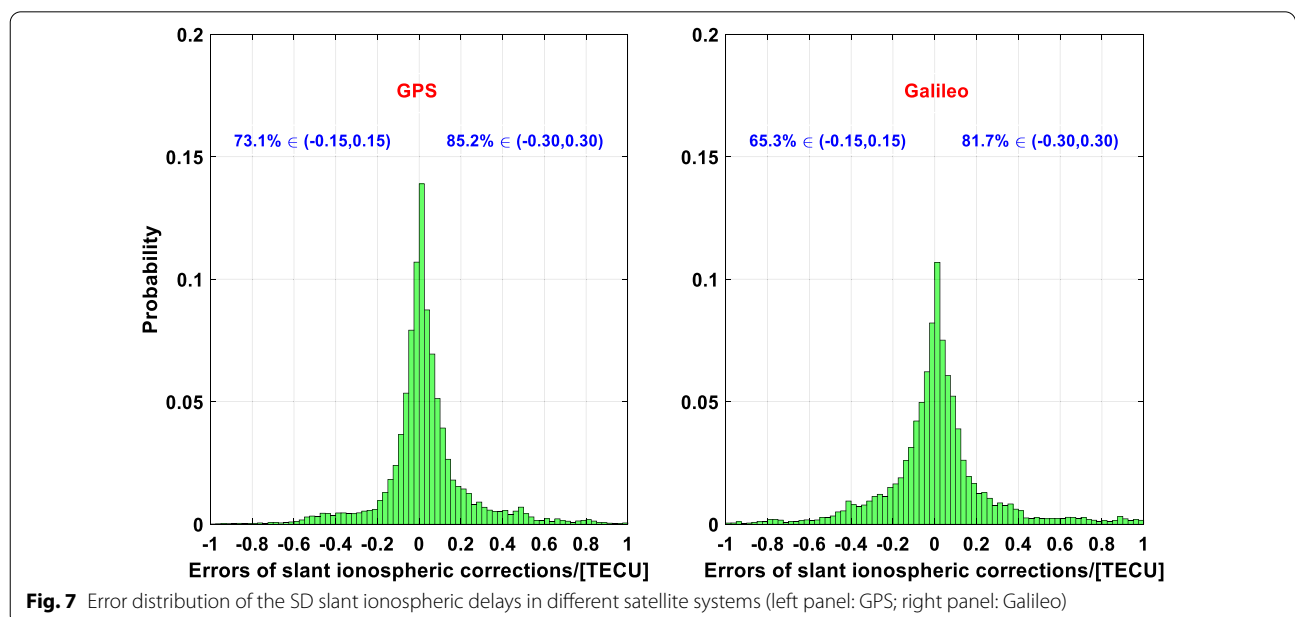 0.2
0.15
0.1
0.05
0
Probability
GPS
73.1% ∈ (-0.15,0.15) 85.2% ∈ (-0.30,0.30)
-1 -0.8 -0.6 -0.4 -0.2 0 0.2 0.4 0.6 0.8 1
Errors of slant ionospheric corrections/[TECU]
0.2
0.15
0.1
0.05
0
Galileo
65.3% ∈ (-0.15,0.15) 81.7% ∈ (-0.30,0.30)
-1 -0.8 -0.6 -0.4 -0.2 0 0.2 0.4 0.6 0.8 1
Errors of slant ionospheric corrections/[TECU]
Fig. 7 Error distribution of the SD slant ionospheric delays in different satellite systems (left panel: GPS; right panel: Galileo)